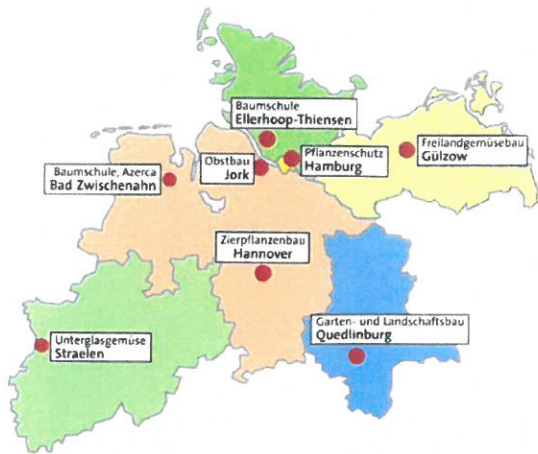 Baumschule
Ellerhoop-Thiensen
Freilandgemüsebau
Gülzow
Obstbau
Jork
Pflanzenschutz
Hamburg
Baumschule, Azerca
Bad Zwischenahn
Zierpflanzenbau
Hannover
Garten- und Landschaftsbau
Quedlinburg
Unterglasgemüse
Straelen